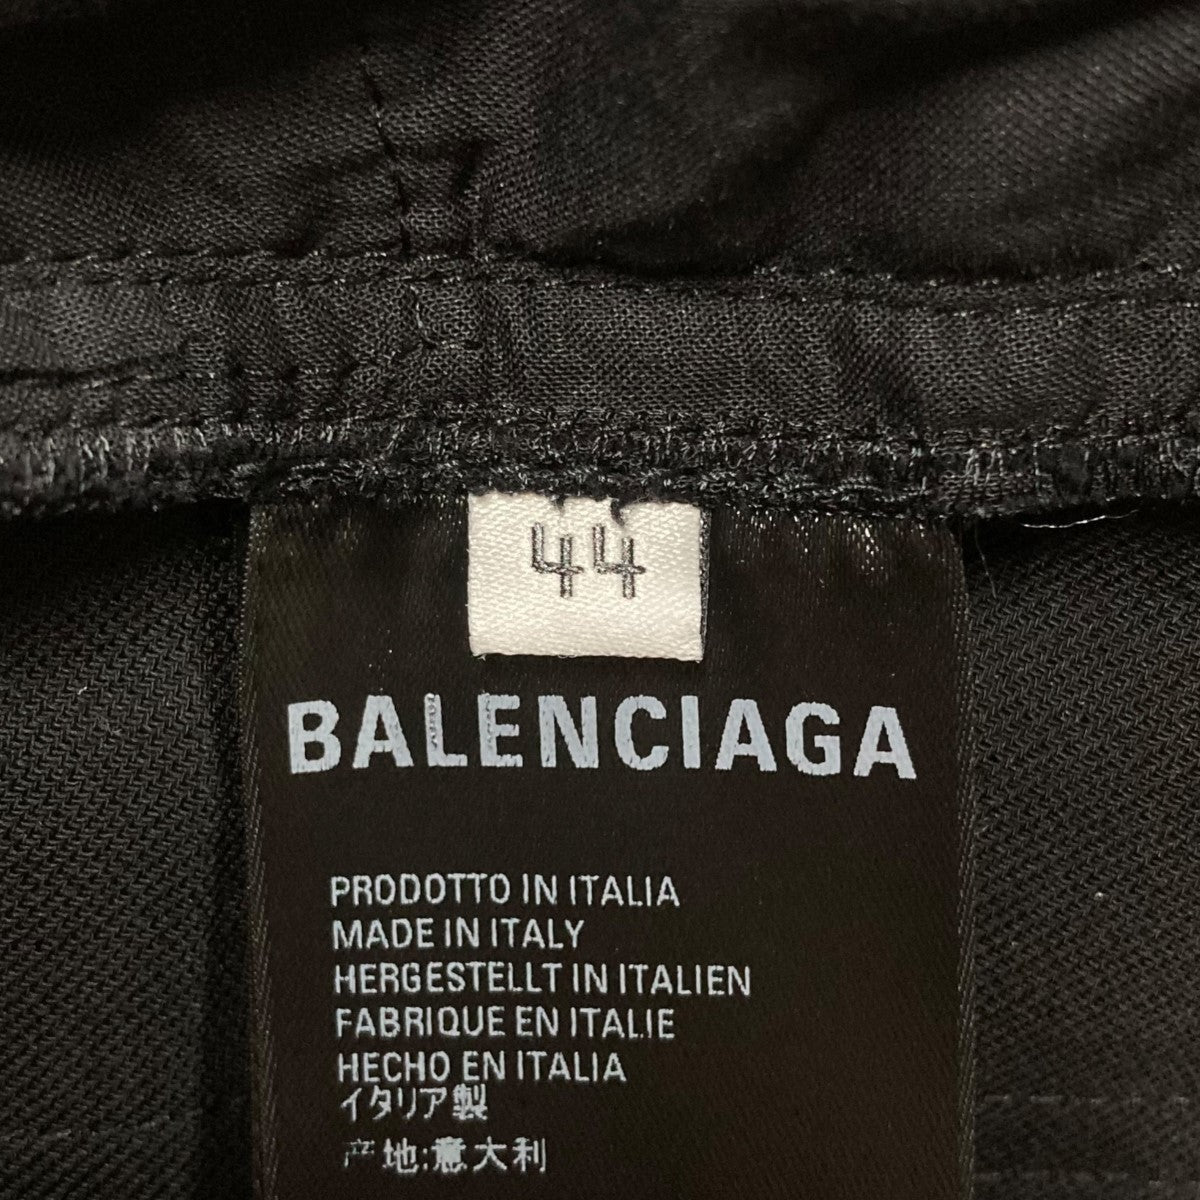 44
BALENCIAGA
PRODOTTO IN ITALIA
MADE IN ITALY
HERGESTELLT IN ITALIEN
FABRIQUE EN ITALIE
HECHO EN ITALIA
イタリア製
产地:意大利